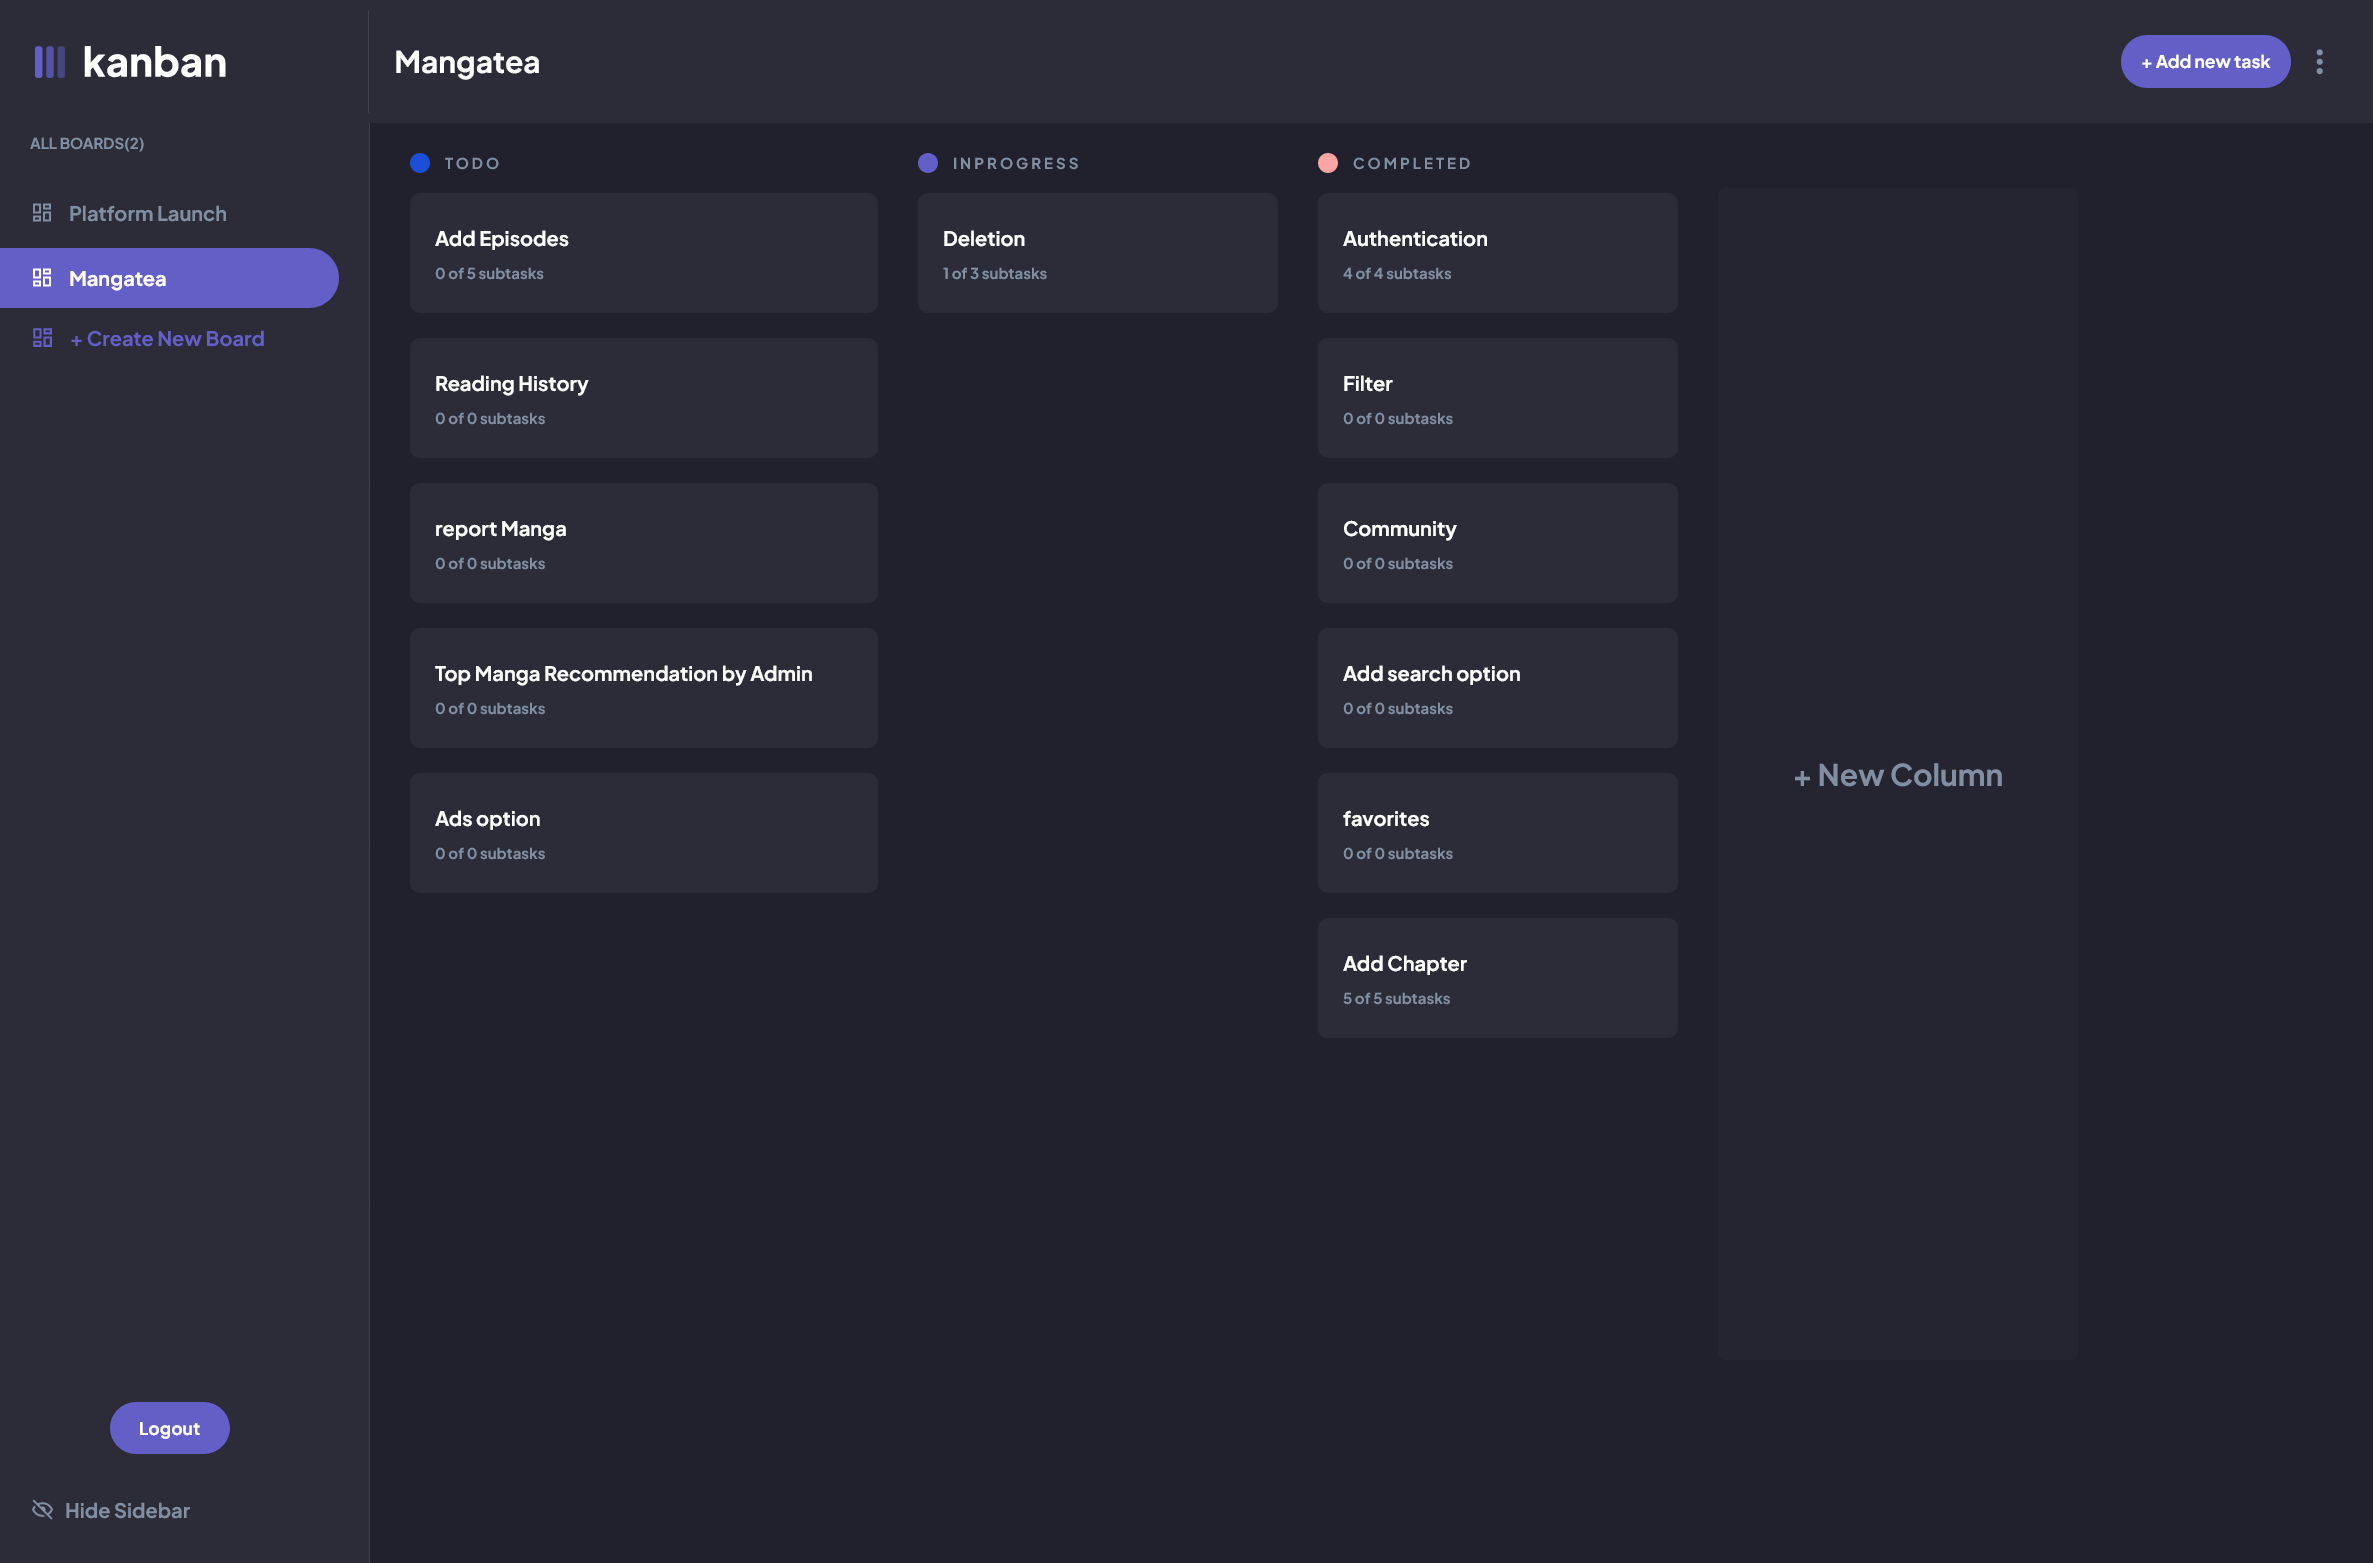 kanban
ALL BOARDS(2)
Platform Launch
Mangatea
+ Create New Board
Logout
Hide Sidebar
Mangatea
+ Add new task
TODO
Add Episodes
0 of 5 subtasks
Reading History
0 of 0 subtasks
report Manga
0 of 0 subtasks
Top Manga Recommendation by Admin
0 of 0 subtasks
Ads option
0 of 0 subtasks
INPROGRESS
Deletion
1 of 3 subtasks
COMPLETED
Authentication
4 of 4 subtasks
Filter
0 of 0 subtasks
Community
0 of 0 subtasks
Add search option
0 of 0 subtasks
favorites
0 of 0 subtasks
Add Chapter
5 of 5 subtasks
+ New Column